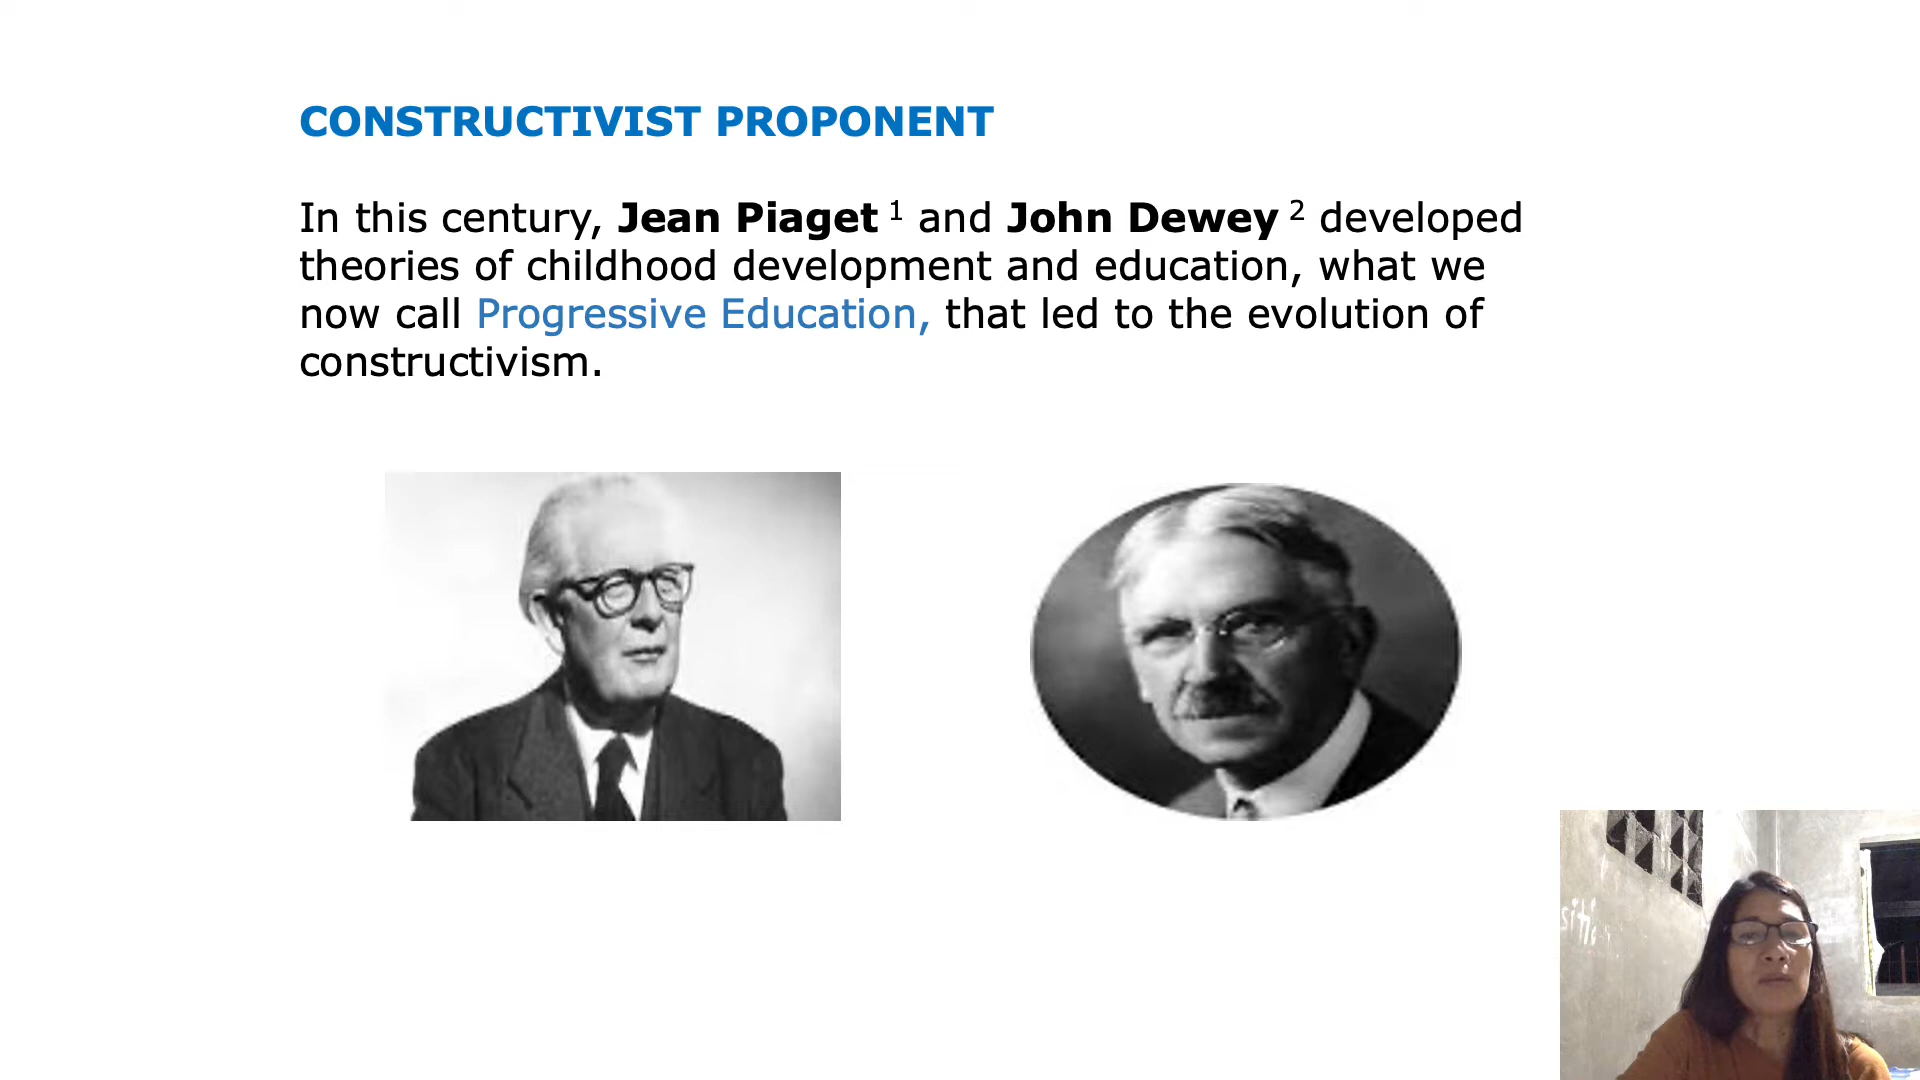 CONSTRUCTIVIST PROPONENT
In this century, Jean Piaget 1 and John Dewey 2 developed
theories of childhood development and education, what we
now call Progressive Education, that led to the evolution of
constructivism.